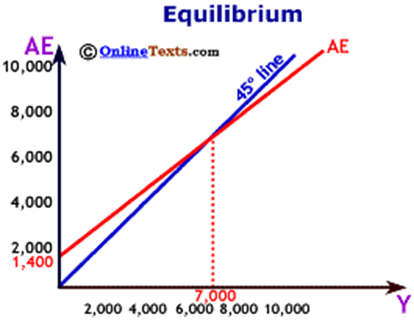 Equilibrium
AE
© OnlineTexts.com
10,000
8,000
6,000
4,000
2,000
1,400
45° line
AE
7,000
2,000 4,000 6,000 8,000 10,000
Y